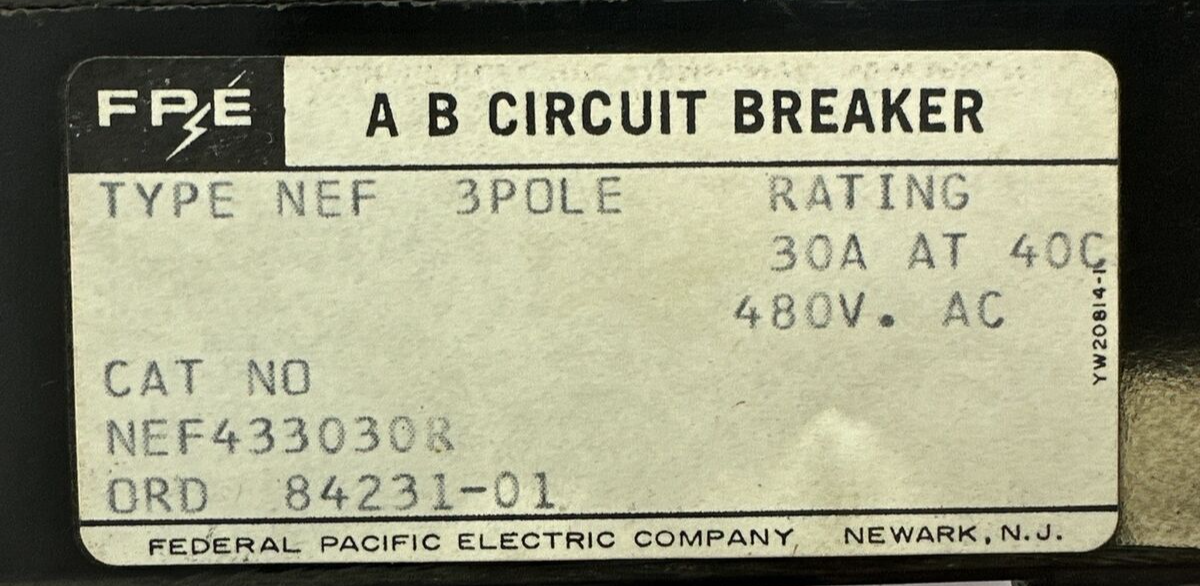 FPE
A B CIRCUIT BREAKER
TYPE NEF 3POLE RATING
30A AT 40C
480V. AC
YW20814-1
CAT NO
NEF433030R
ORD 84231-01
FEDERAL PACIFIC ELECTRIC COMPANY NEWARK, N.J.